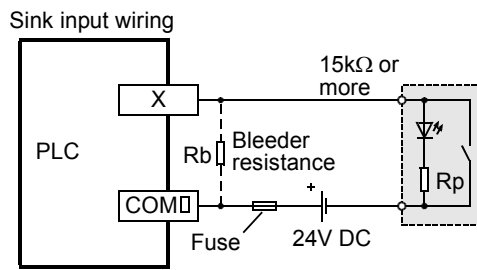 Sink input wiring
15kΩ or
more
X
PLC
Rb
Bleeder
resistance
Rp
COM▯
+
Fuse
24V DC